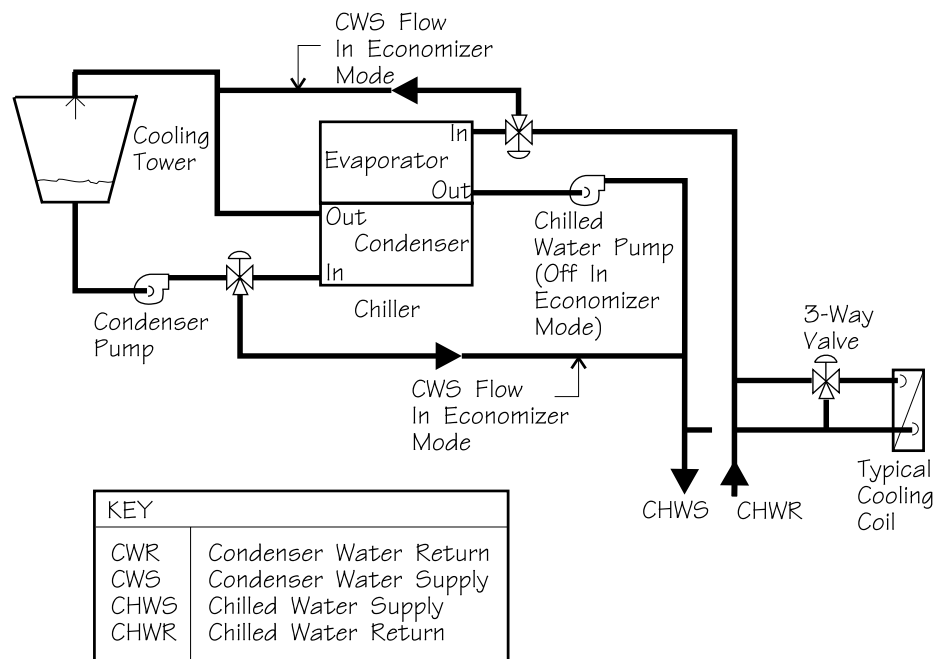 CWS Flow
In Economizer
Mode
Cooling
Tower
In
Evaporator
Out
Out
Condenser
In
Chiller
Chilled
Water Pump
(Off In
Economizer
Mode)
Condenser
Pump
3-Way
Valve
CWS Flow
In Economizer
Mode
Typical
Cooling
Coil
CHWS
CHWR
KEY
CWR Condenser Water Return
CWS Condenser Water Supply
CHWS Chilled Water Supply
CHWR Chilled Water Return